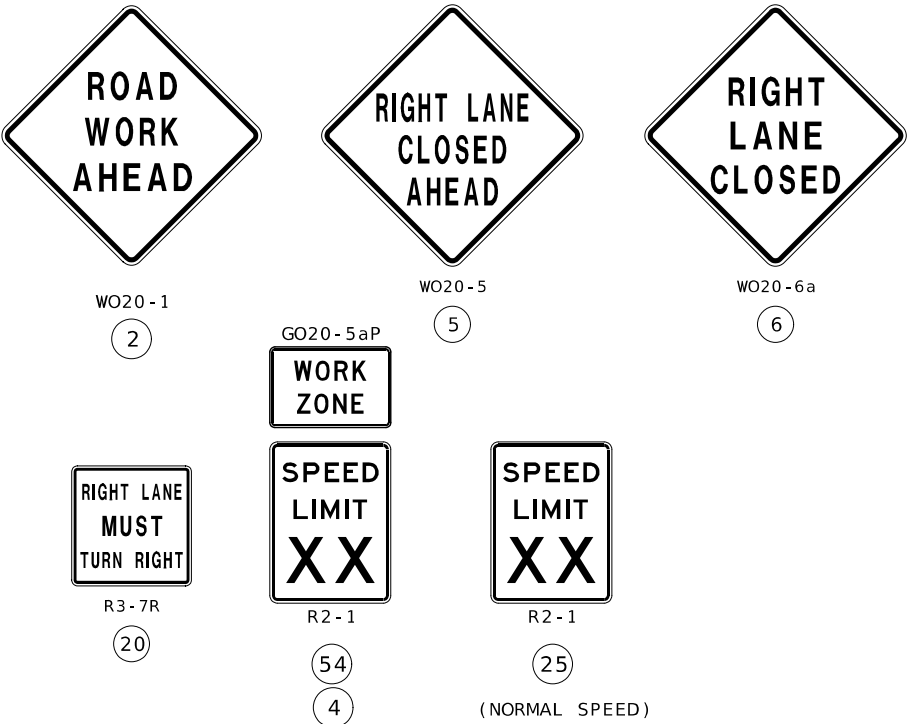 ROAD
WORK
AHEAD
WO20-1
2
RIGHT LANE
CLOSED
AHEAD
WO20-5
5
RIGHT
LANE
CLOSED
WO20-6a
6
RIGHT LANE
MUST
TURN RIGHT
R3-7R
20
GO20-5aP
WORK
ZONE
SPEED
LIMIT
XX
R2-1
54
4
SPEED
LIMIT
XX
R2-1
25
(NORMAL SPEED)